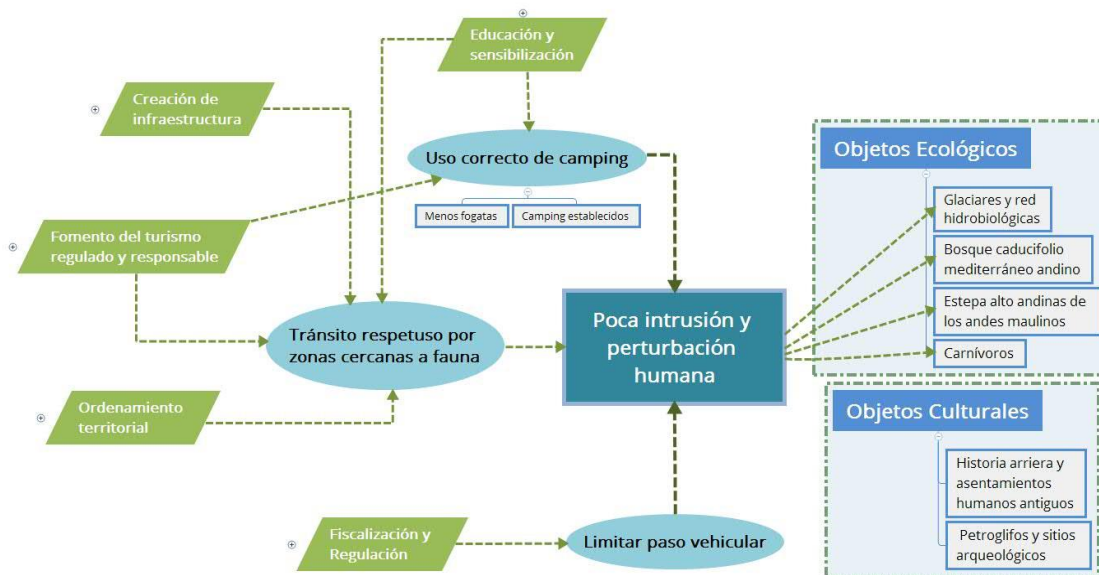 Educación y
sensibilización
Creación de
infraestructura
Uso correcto de camping
Menos fogatas
Camping establecidos
Fomento del turismo
regulado y responsable
Tránsito respetuso por
zonas cercanas a fauna
Ordenamiento
territorial
Fiscalización y
Regulación
Limitar paso vehicular
Poca intrusión y
perturbación
humana
Objetos Ecológicos
Glaciares y red
hidrobiológicas
Bosque caducifolio
mediterráneo andino
Estepa alto andinas de
los andes maulinos
Carnívoros
Objetos Culturales
Historia arriera y
asentamientos
humanos antiguos
Petroglifos y sitios
arqueológicos